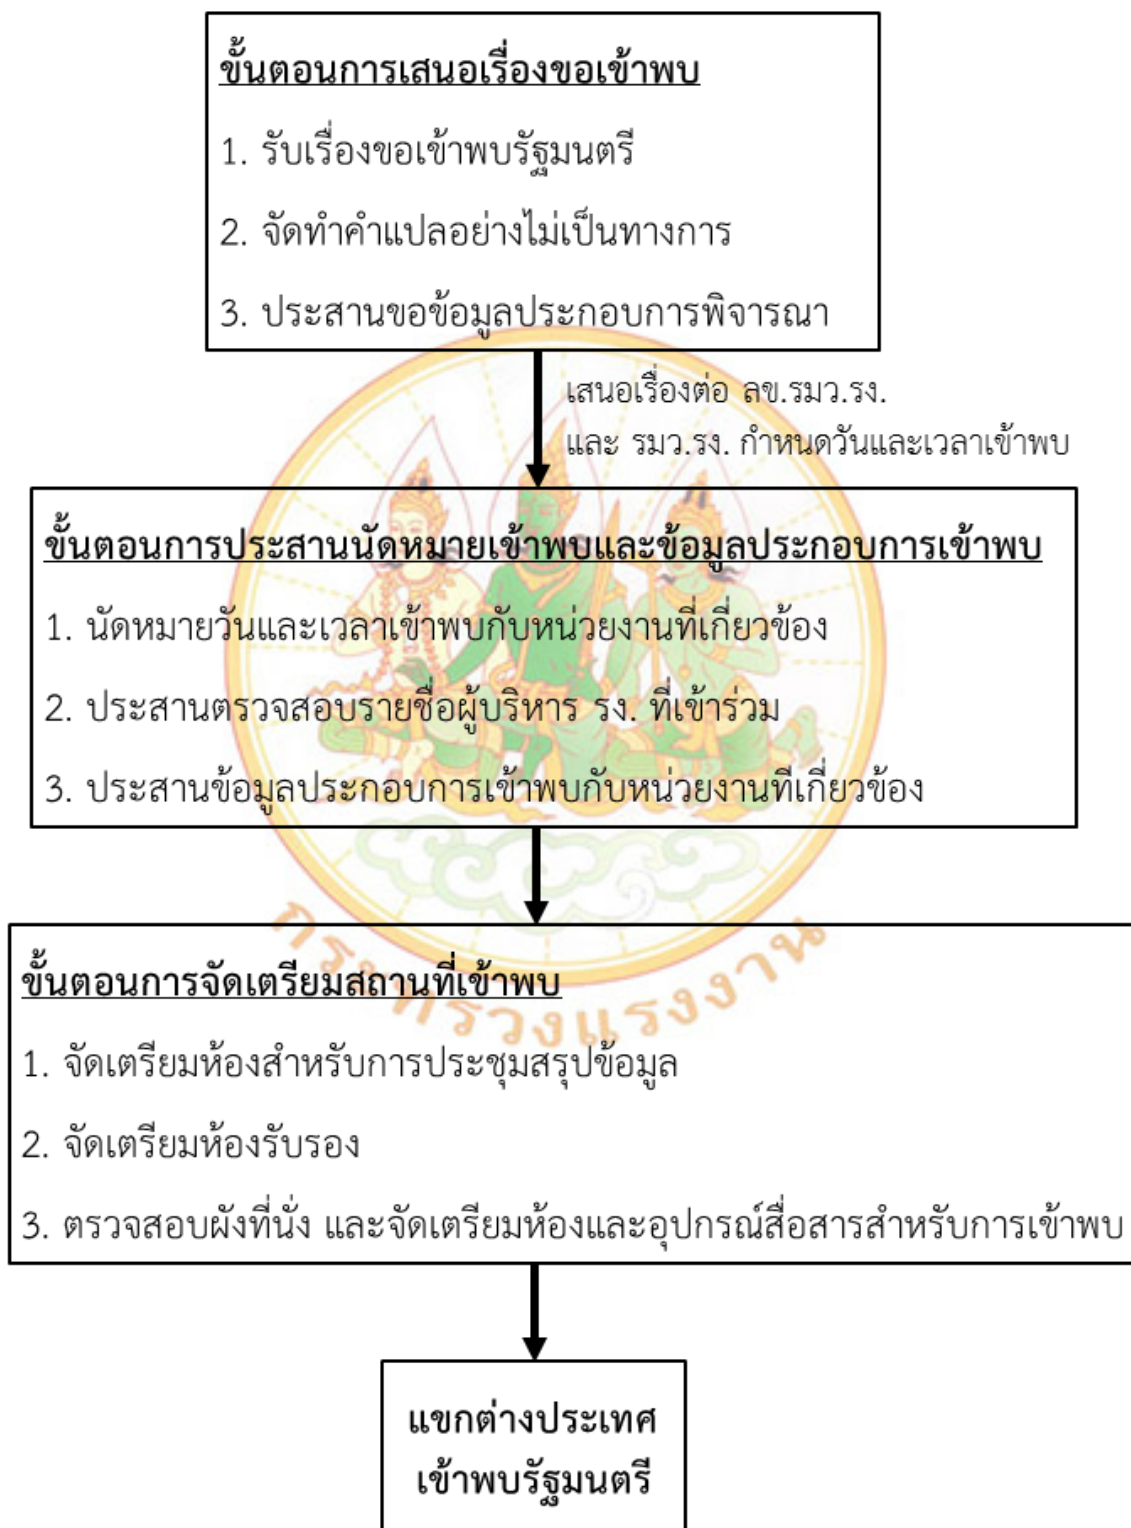 ขั้นตอนการเสนอเรื่องขอเข้าพบ
1. รับเรื่องขอเข้าพบรัฐมนตรี
2. จัดทำคำแปลอย่างไม่เป็นทางการ
3. ประสานขอข้อมูลประกอบการพิจารณา
เสนอเรื่องต่อ ลข.รมว.รง.
และ รมว.รง. กำหนดวันและเวลาเข้าพบ
ขั้นตอนการประสานนัดหมายเข้าพบและข้อมูลประกอบการเข้าพบ
1. นัดหมายวันและเวลาเข้าพบกับหน่วยงานที่เกี่ยวข้อง
2. ประสานตรวจสอบรายชื่อผู้บริหาร รง. ที่เข้าร่วม
3. ประสานข้อมูลประกอบการเข้าพบกับหน่วยงานที่เกี่ยวข้อง
กระทรวงแรงงาน
ขั้นตอนการจัดเตรียมสถานที่เข้าพบ
1. จัดเตรียมห้องสำหรับการประชุมสรุปข้อมูล
2. จัดเตรียมห้องรับรอง
3. ตรวจสอบผังที่นั่ง และจัดเตรียมห้องและอุปกรณ์สื่อสารสำหรับการเข้าพบ
แขกต่างประเทศ
เข้าพบรัฐมนตรี